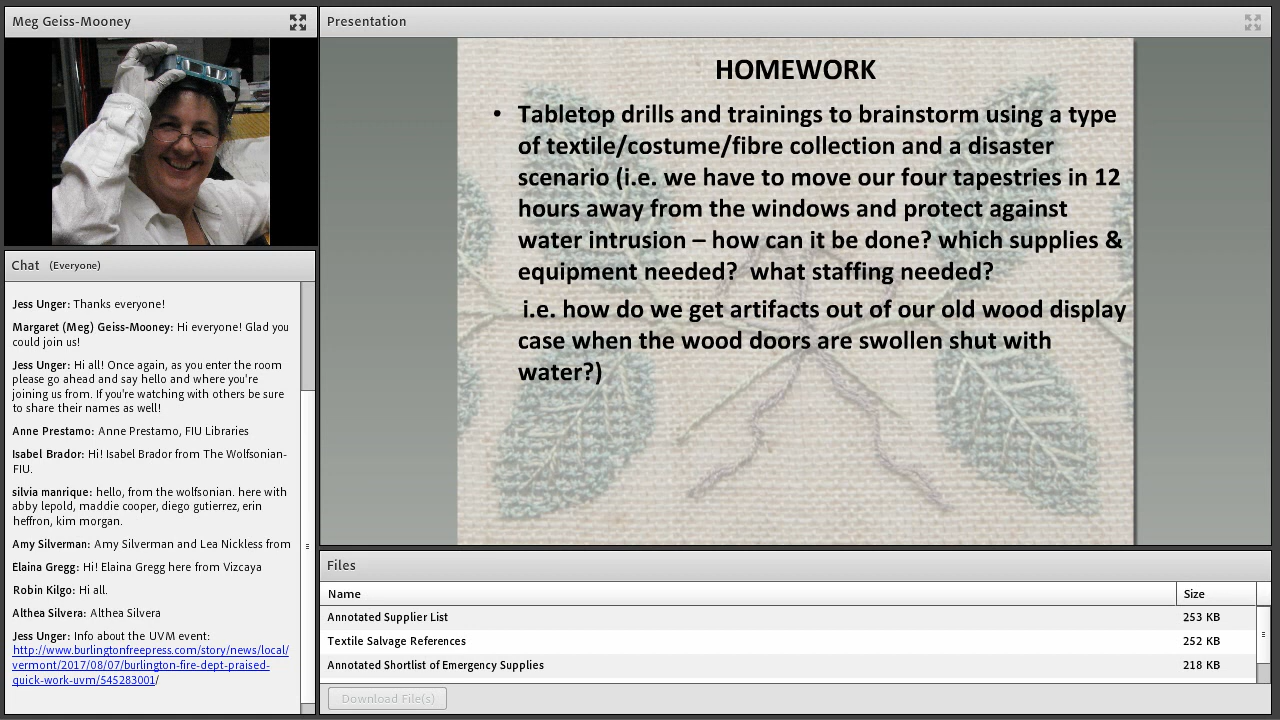 Meg Geiss-Mooney
Presentation
HOMEWORK
• Tabletop drills and trainings to brainstorm using a type
of textile/costume/fibre collection and a disaster
scenario (i.e. we have to move our four tapestries in 12
hours away from the windows and protect against
water intrusion – how can it be done? which supplies &
equipment needed?  what staffing needed?
i.e. how do we get artifacts out of our old wood display
case when the wood doors are swollen shut with
water?)
Chat (Everyone)
Jess Unger: Thanks everyone!
Margaret (Meg) Geiss-Mooney: Hi everyone! Glad you
could join us!
Jess Unger: Hi all! Once again, as you enter the room
please go ahead and say hello and where you're
joining us from. If you're watching with others be sure
to share their names as well!
Anne Prestamo: Anne Prestamo, FIU Libraries
Isabel Brador: Hi! Isabel Brador from The Wolfsonian-
FIU.
silvia manrique: hello, from the wolfsonian. here with
abby lepold, maddie cooper, diego gutierrez, erin
heffron, kim morgan.
Amy Silverman: Amy Silverman and Lea Nickless from
Elaina Gregg: Hi! Elaina Gregg here from Vizcaya
Robin Kilgo: Hi all.
Althea Silvera: Althea Silvera
Jess Unger: Info about the UVM event:
http://www.burlingtonfreepress.com/story/news/local/
vermont/2017/08/07/burlington-fire-dept-praised-
quick-work-uvm/545283001/
Files
Name Size
Annotated Supplier List 253 KB
Textile Salvage References 252 KB
Annotated Shortlist of Emergency Supplies 218 KB
Download File(s)